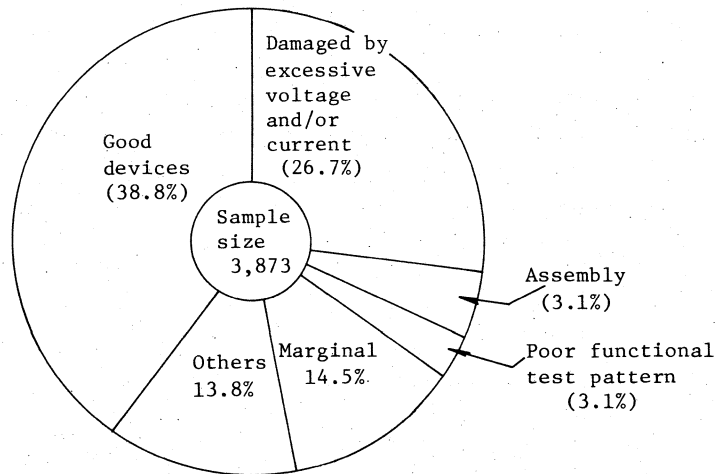 Damaged by
excessive
voltage
and/or
current
(26.7%)
Good
devices
(38.8%)
Sample
size
3,873
Assembly
(3.1%)
Poor functional
test pattern
(3.1%)
Marginal
14.5%
Others
13.8%